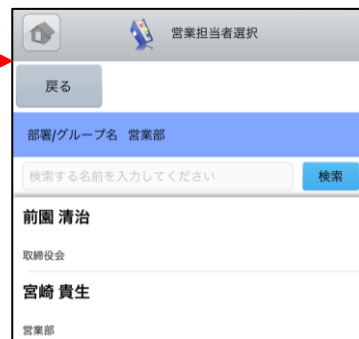 営業担当者選択
戻る
部署/グループ名 営業部
検索する名前を入力してください 検索
前園 清治
取締役会
宮崎 貴生
営業部